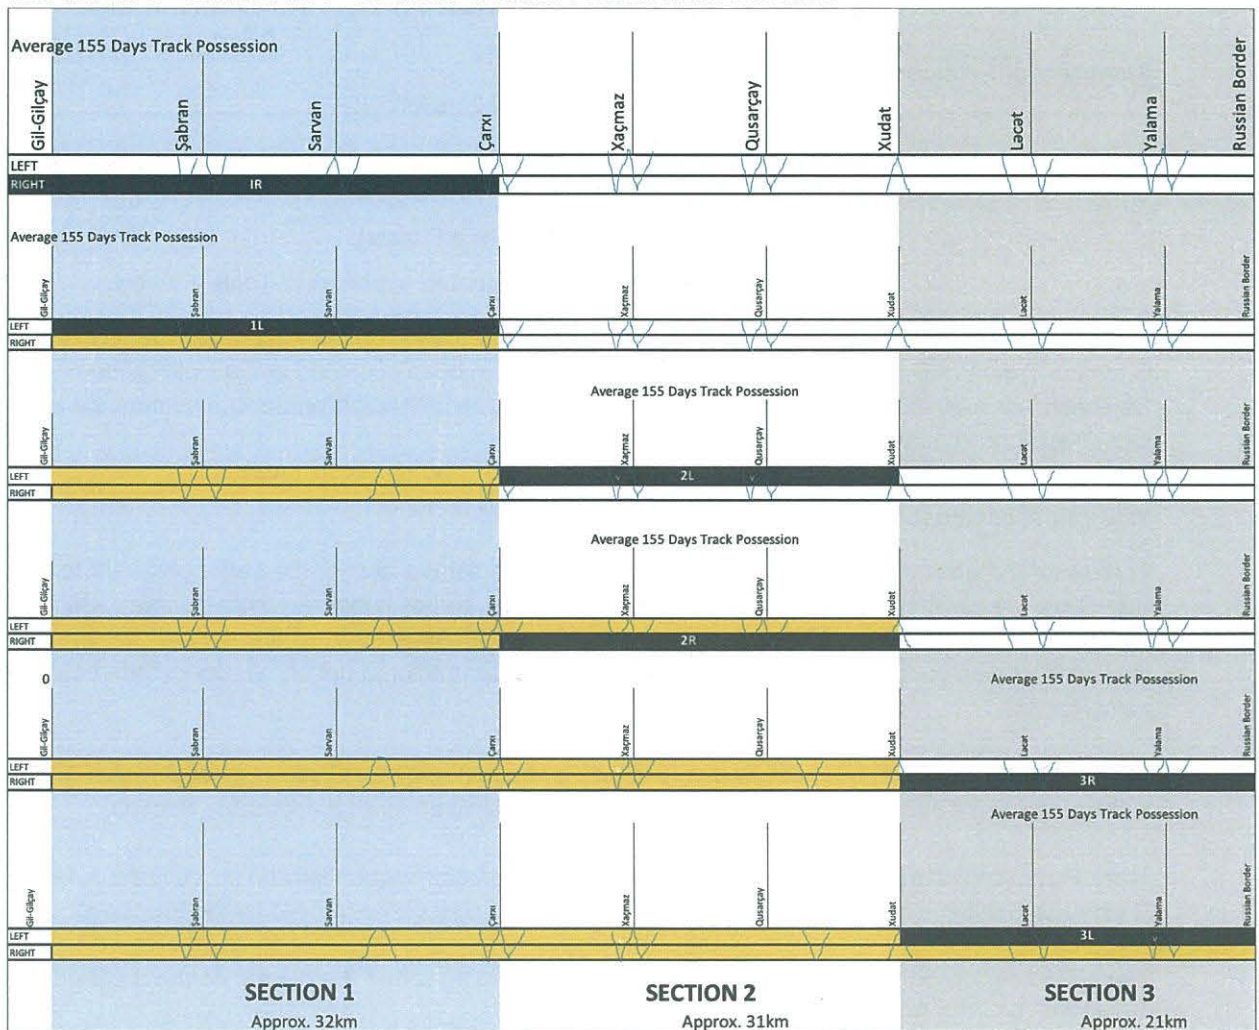 Average 155 Days Track Possession
Gil-Gilçay Şabran Sarvan Çarxı Xaçmaz Qusarçay Xudat Lacat Yalama Russian Border
LEFT
RIGHT IR
Average 155 Days Track Possession
Gil-Gilçay Şabran Sarvan Çarxı Xaçmaz Qusarçay Xudat Lacat Yalama Russian Border
LEFT 1L
RIGHT
Average 155 Days Track Possession
Gil-Gilçay Şabran Sarvan Çarxı Xaçmaz Qusarçay Xudat Lacat Yalama Russian Border
LEFT 2L
RIGHT
Average 155 Days Track Possession
Gil-Gilçay Şabran Sarvan Çarxı Xaçmaz Qusarçay Xudat Lacat Yalama Russian Border
LEFT
RIGHT 2R
0 Average 155 Days Track Possession
Gil-Gilçay Şabran Sarvan Çarxı Xaçmaz Qusarçay Xudat Lacat Yalama Russian Border
LEFT
RIGHT 3R
Average 155 Days Track Possession
Gil-Gilçay Şabran Sarvan Çarxı Xaçmaz Qusarçay Xudat Lacat Yalama Russian Border
LEFT 3L
RIGHT
SECTION 1 SECTION 2 SECTION 3
Approx. 32km Approx. 31km Approx. 21km